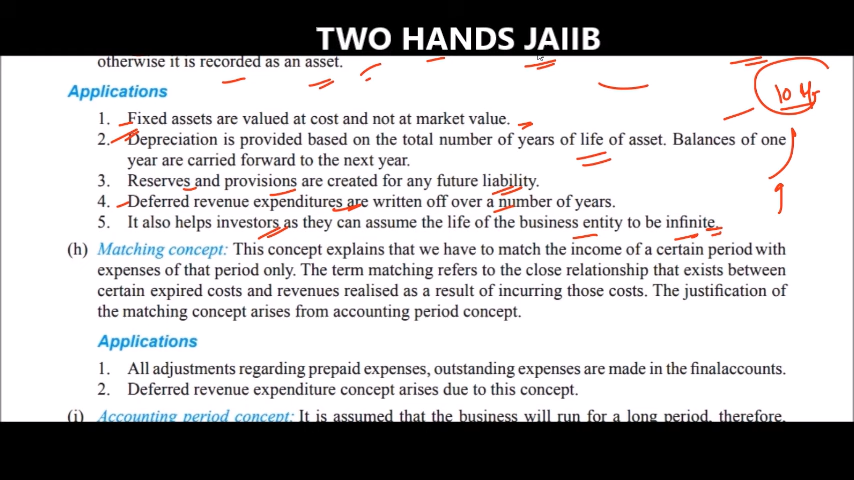 TWO HANDS JAIIB
otherwise it is recorded as an asset.
Applications
10 Yr
1. Fixed assets are valued at cost and not at market value.
2. Depreciation is provided based on the total number of years of life of asset. Balances of one
year are carried forward to the next year.
3. Reserves and provisions are created for any future liability.
4. Deferred revenue expenditures are written off over a number of years.
5. It also helps investors as they can assume the life of the business entity to be infinite.
(h) Matching concept: This concept explains that we have to match the income of a certain period with
expenses of that period only. The term matching refers to the close relationship that exists between
certain expired costs and revenues realised as a result of incurring those costs. The justification of
the matching concept arises from accounting period concept.
Applications
1. All adjustments regarding prepaid expenses, outstanding expenses are made in the finalaccounts.
2. Deferred revenue expenditure concept arises due to this concept.
(i) Accounting period concept: It is assumed that the business will run for a long period, therefore,